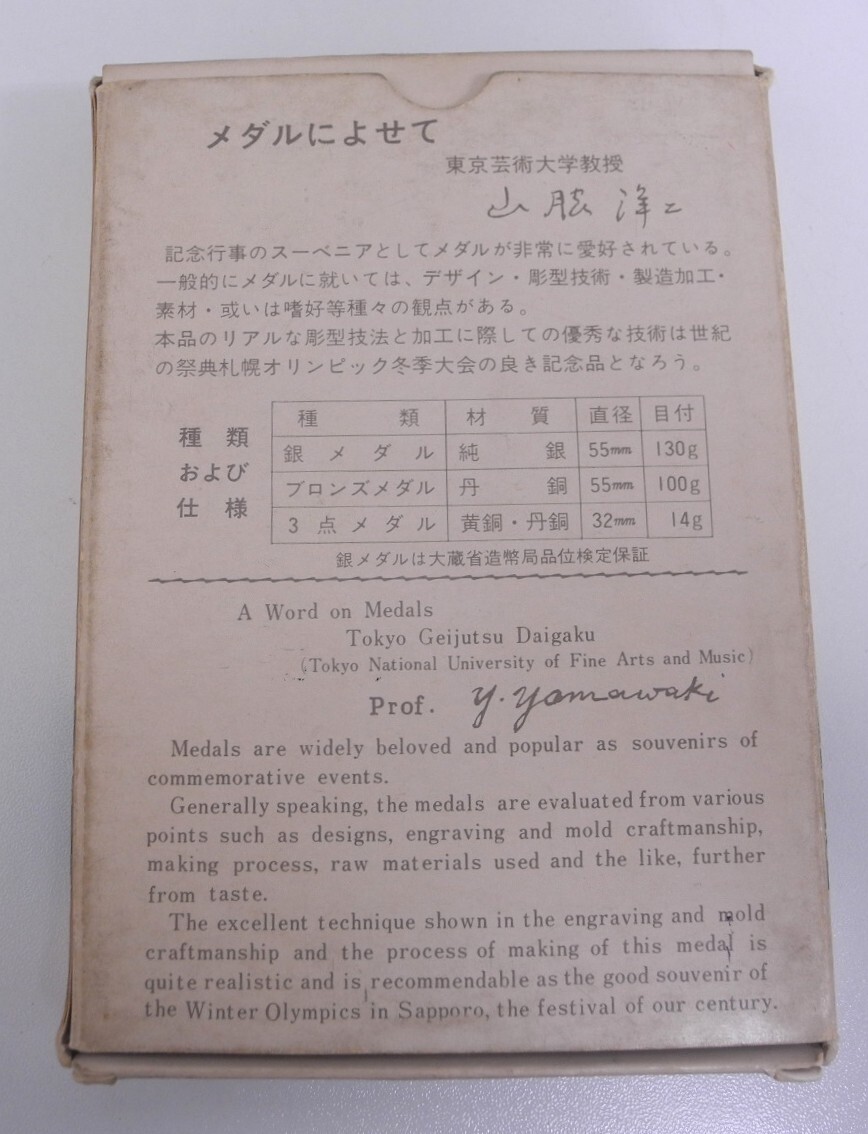 メダルによせて
東京芸術大学教授
山脇洋二
記念行事のスーベニアとしてメダルが非常に愛好されている。
一般的にメダルに就いては、デザイン・彫型技術・製造加工・
素材・或いは嗜好等種々の観点がある。
本品のリアルな彫型技法と加工に際しての優秀な技術は世紀
の祭典札幌オリンピック冬季大会の良き記念品となろう。
種類
および
仕様
種類 材質 直径 目付
銀メダル 純銀 55mm 130g
ブロンズメダル 丹銅 55mm 100g
3点メダル 黄銅・丹銅 32mm 14g
銀メダルは大蔵省造幣局品位検定保証
A Word on Medals
Tokyo Geijutsu Daigaku
(Tokyo National University of Fine Arts and Music)
Prof. Y. Yamawaki
Medals are widely beloved and popular as souvenirs of
commemorative events.
Generally speaking, the medals are evaluated from various
points such as designs, engraving and mold craftmanship,
making process, raw materials used and the like, further
from taste.
The excellent technique shown in the engraving and mold
craftmanship and the process of making of this medal is
quite realistic and is recommendable as the good souvenir of
the Winter Olympics in Sapporo, the festival of our century.